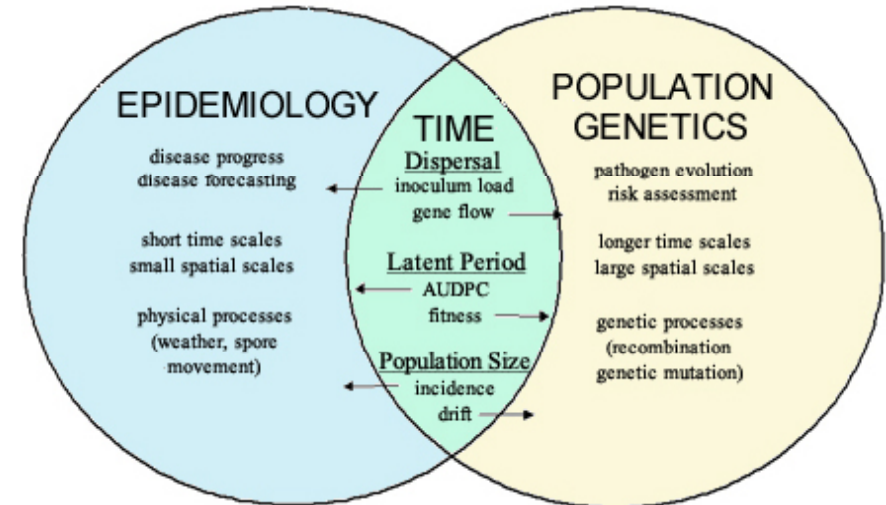 EPIDEMIOLOGY
disease progress
disease forecasting
short time scales
small spatial scales
physical processes
(weather, spore
movement)
TIME
Dispersal
inoculum load
gene flow
Latent Period
AUDPC
fitness
Population Size
incidence
drift
POPULATION
GENETICS
pathogen evolution
risk assessment
longer time scales
large spatial scales
genetic processes
(recombination
genetic mutation)